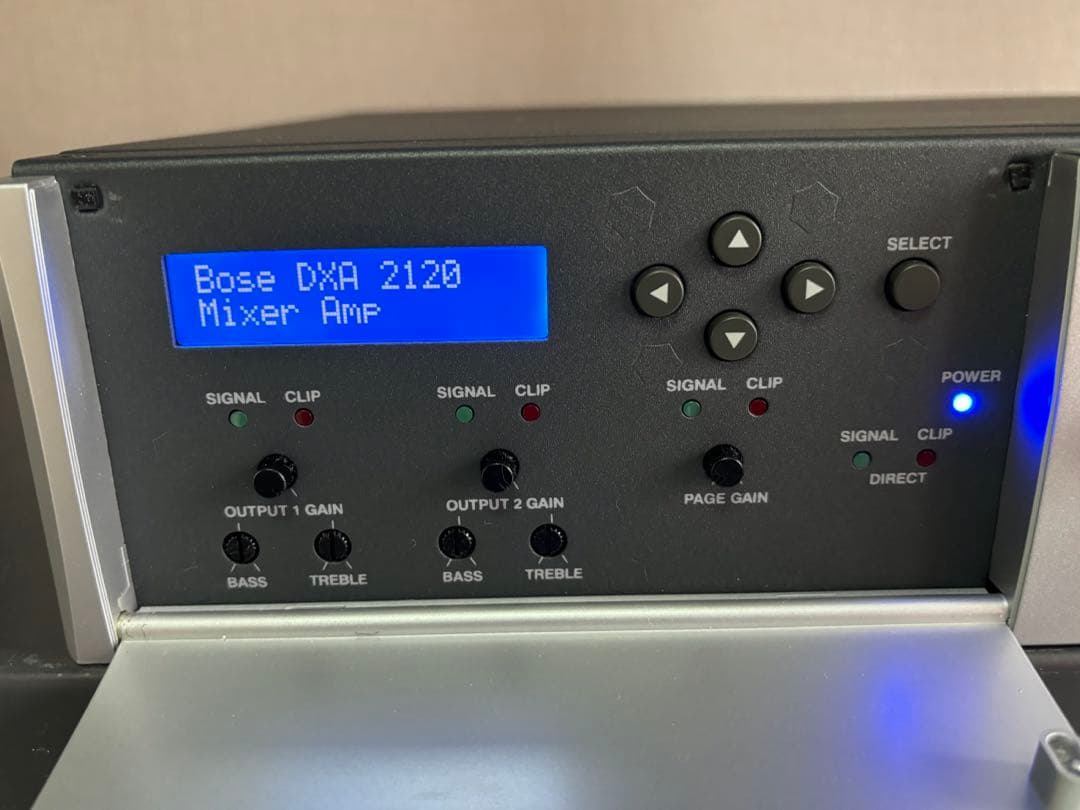 Bose DXA 2120
Mixer Amp
SELECT
POWER
SIGNAL CLIP
SIGNAL CLIP
SIGNAL CLIP
SIGNAL CLIP
DIRECT
OUTPUT 1 GAIN
OUTPUT 2 GAIN
PAGE GAIN
BASS TREBLE
BASS TREBLE